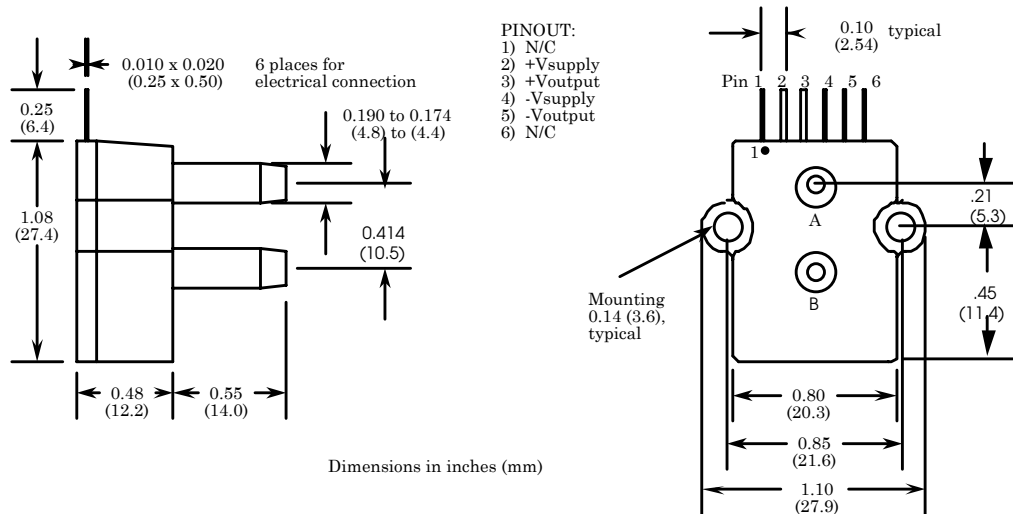 0.010 x 0.020
(0.25 x 0.50)
6 places for
electrical connection
0.25
(6.4)
0.190 to 0.174
(4.8) to (4.4)
1.08
(27.4)
0.414
(10.5)
0.48
(12.2)
0.55
(14.0)
Dimensions in inches (mm)
PINOUT:
1) N/C
2) +Vsupply
3) +Voutput
4) -Vsupply
5) -Voutput
6) N/C
0.10 typical
(2.54)
Pin 1 2 3 4 5 6
1
A
.21
(5.3)
B
Mounting
0.14 (3.6),
typical
.45
(11.4)
0.80
(20.3)
0.85
(21.6)
1.10
(27.9)